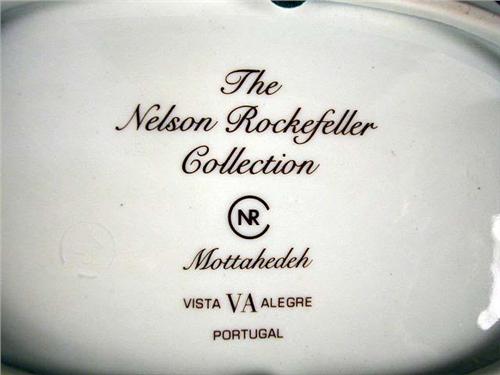 The
Nelson Rockefeller
Collection
NR
Mottahedeh
VISTA VA ALEGRE
PORTUGAL